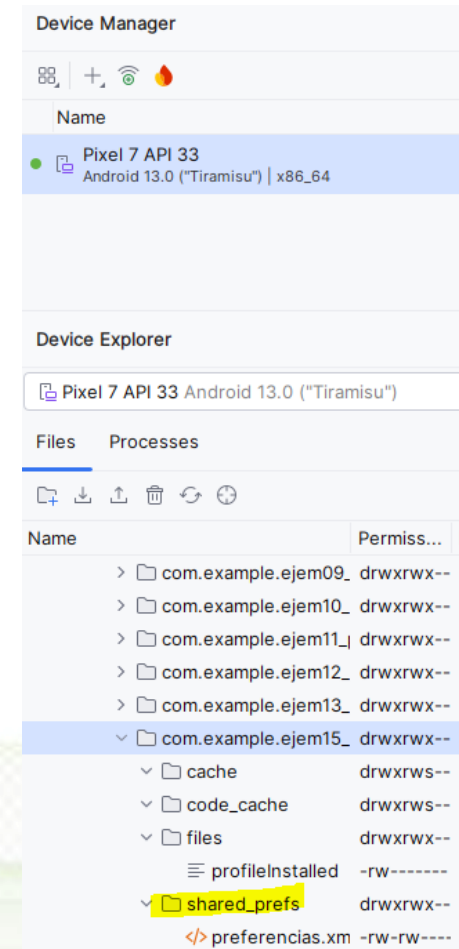 Device Manager
Name
Pixel 7 API 33
Android 13.0 ("Tiramisu") | x86_64
Device Explorer
Pixel 7 API 33 Android 13.0 ("Tiramisu")
Files Processes
Name Permiss...
com.example.ejem09_ drwxrwx--
com.example.ejem10_ drwxrwx--
com.example.ejem11_ drwxrwx--
com.example.ejem12_ drwxrwx--
com.example.ejem13_ drwxrwx--
com.example.ejem15_ drwxrwx--
cache drwxrws--
code_cache drwxrws--
files drwxrwx--
profileInstalled -rw-------
shared_prefs drwxrwx--
preferencias.xm -rw-rw----